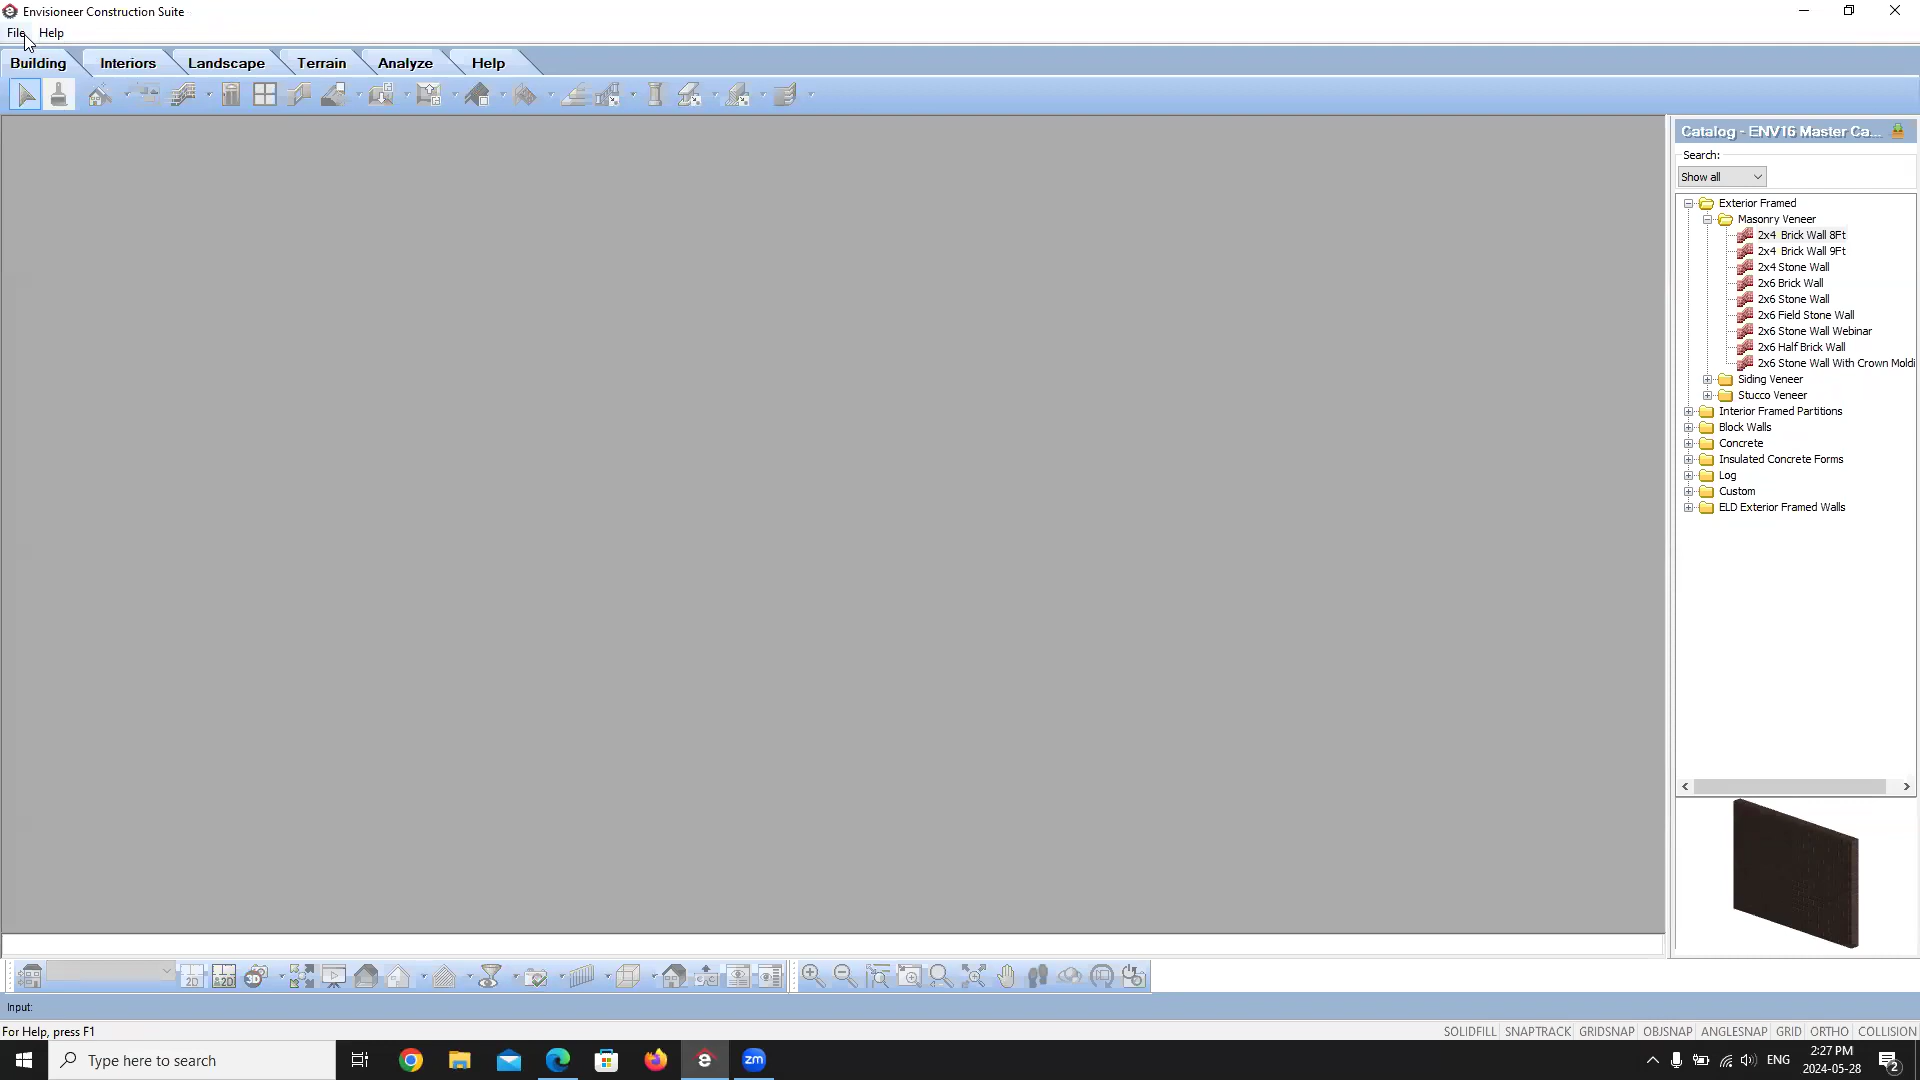 Envisioneer Construction Suite
File Help
Building Interiors Landscape Terrain Analyze Help
Catalog - ENV16 Master Ca...
Search:
Show all
Exterior Framed
Masonry Veneer
2x4 Brick Wall 8Ft
2x4 Brick Wall 9Ft
2x4 Stone Wall
2x6 Brick Wall
2x6 Stone Wall
2x6 Field Stone Wall
2x6 Stone Wall Webinar
2x6 Half Brick Wall
2x6 Stone Wall With Crown Moldi
Siding Veneer
Stucco Veneer
Interior Framed Partitions
Block Walls
Concrete
Insulated Concrete Forms
Log
Custom
ELD Exterior Framed Walls
2D 2D 3D
Input:
For Help, press F1
SOLIDFILL SNAPTRACK GRIDSNAP OBJSNAP ANGLESNAP GRID ORTHO COLLISION
Type here to search
e
zm
ENG
2:27 PM
2024-05-28
2